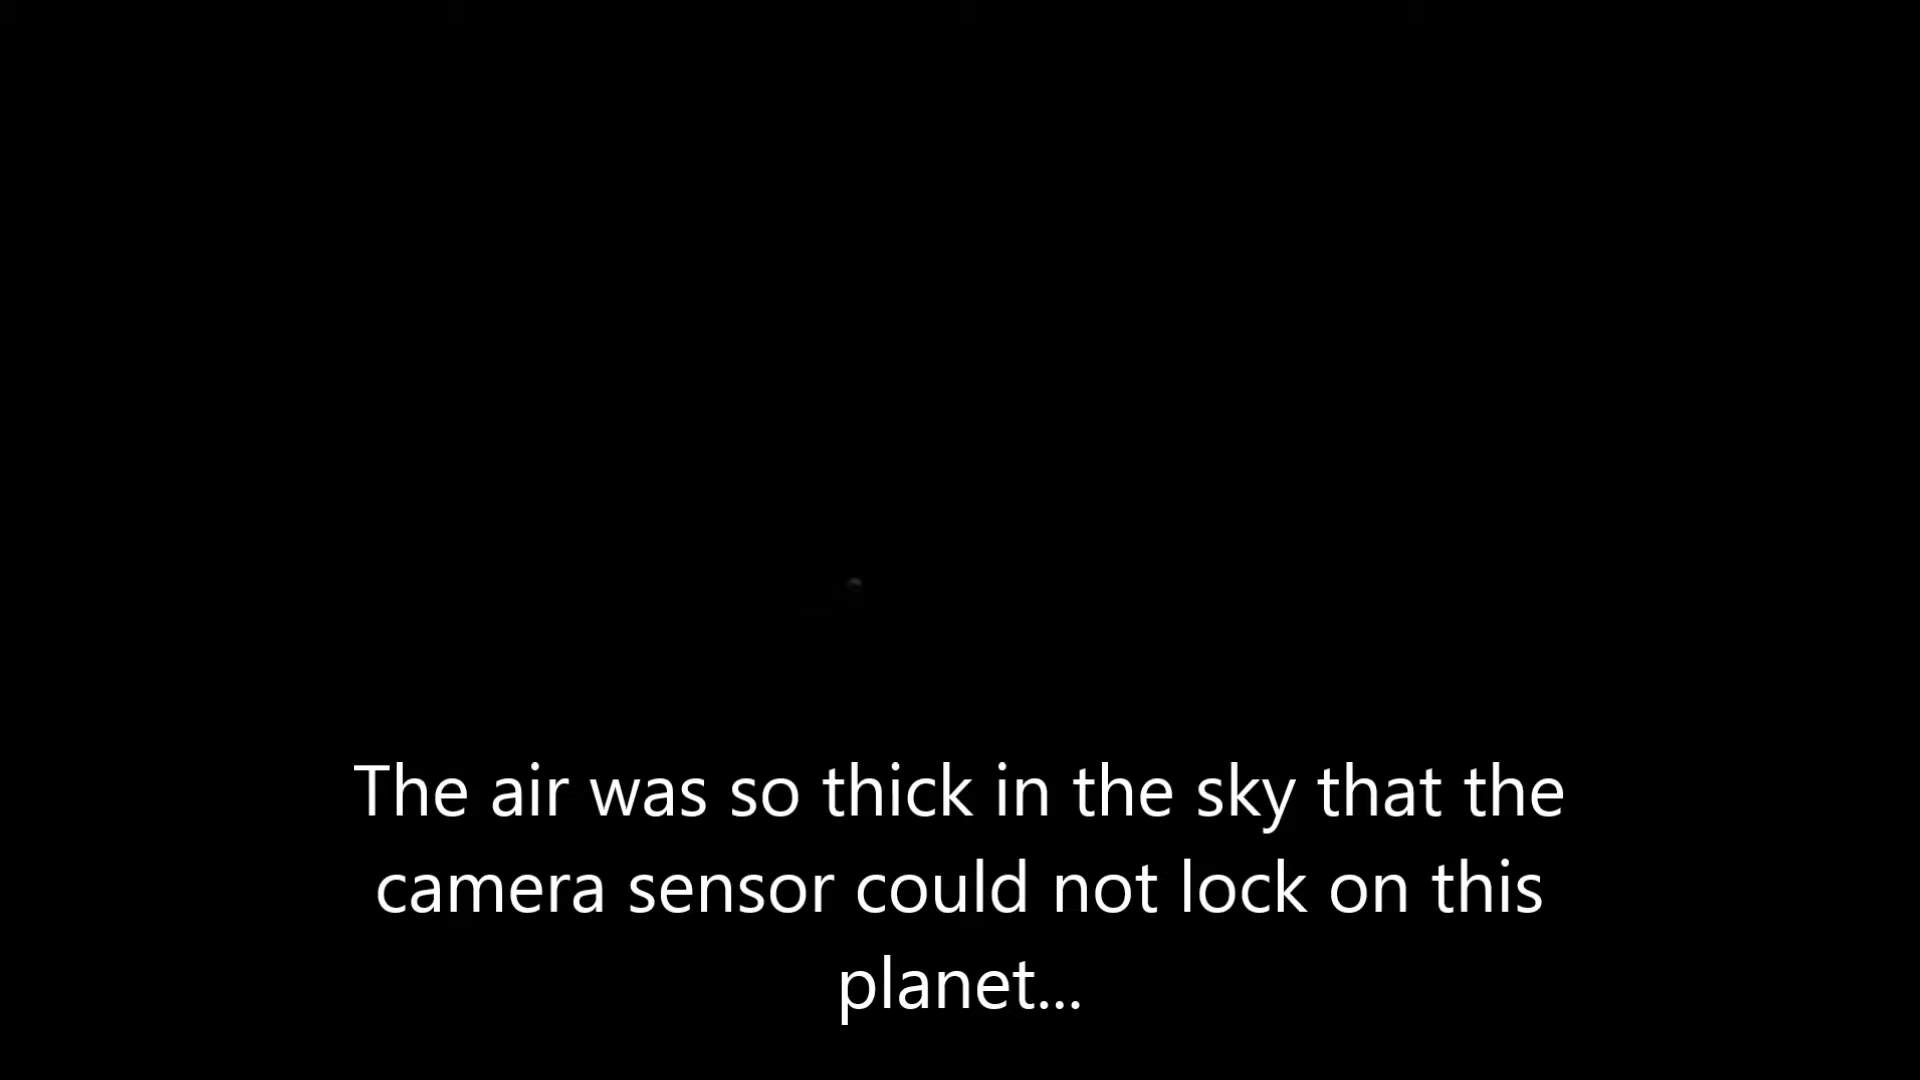 The air was so thick in the sky that the
camera sensor could not lock on this
planet...